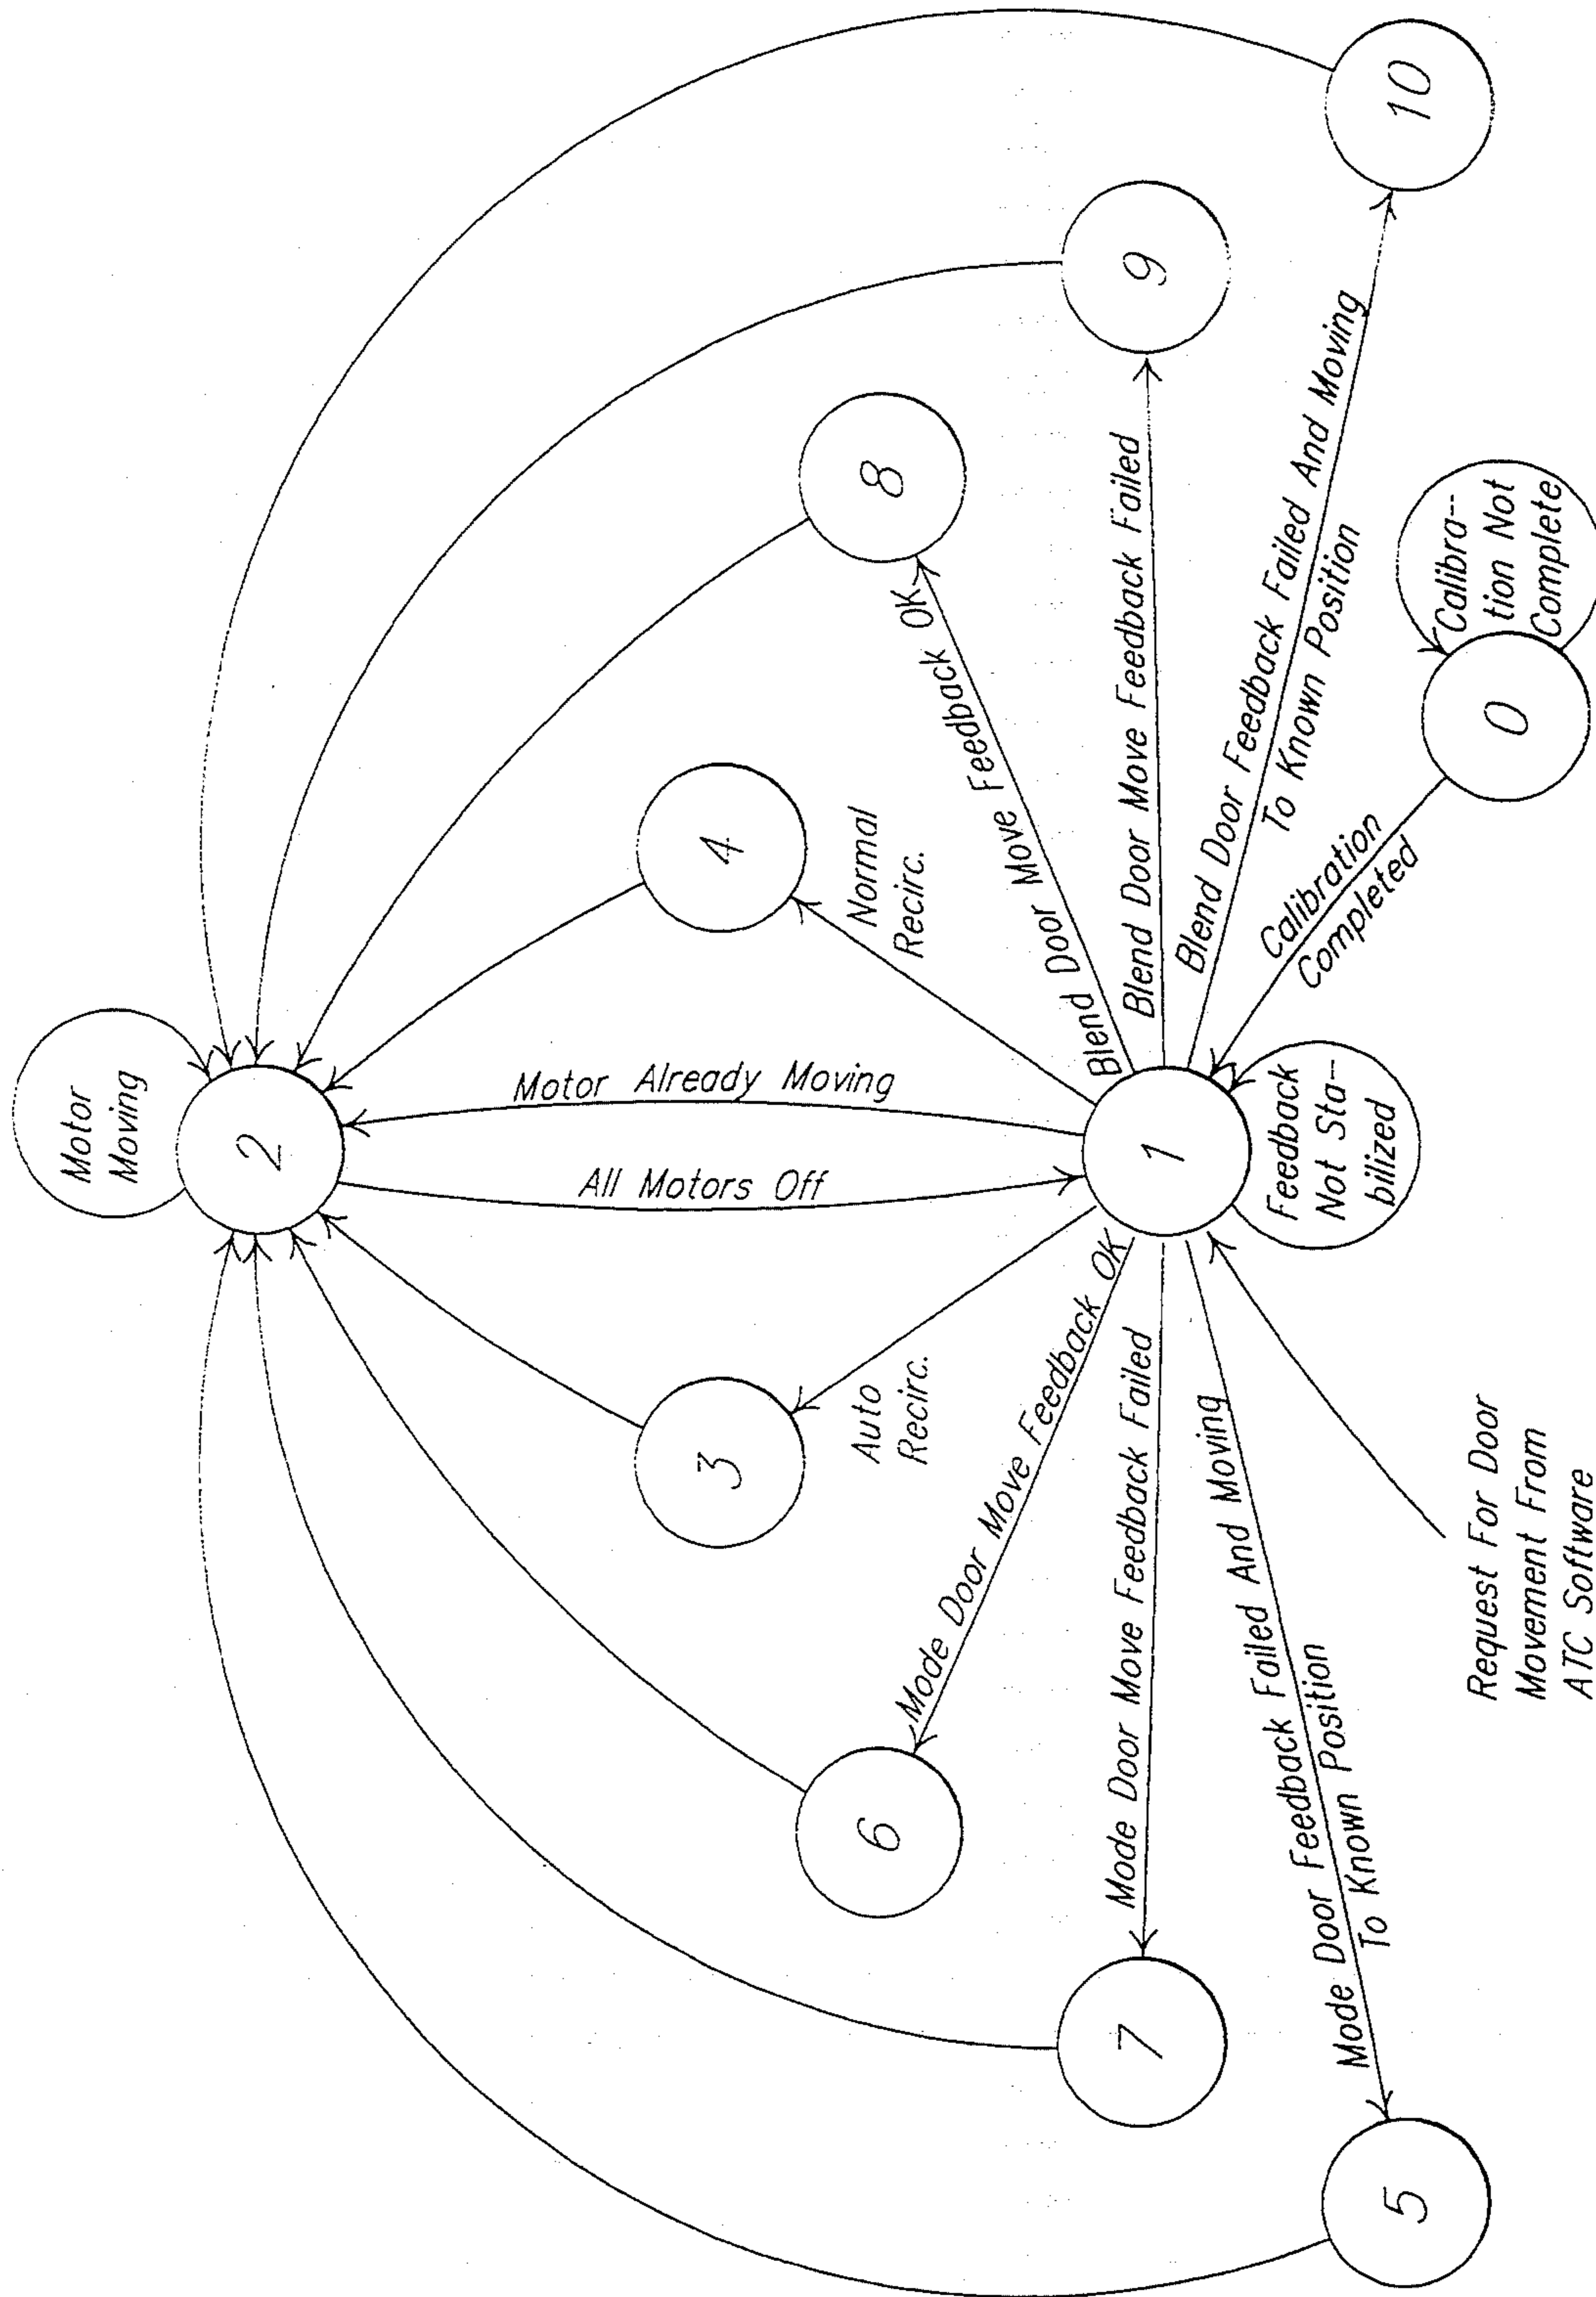 Motor
Moving
2
Motor Already Moving
All Motors Off
4
3
Normal
Recirc.
Auto
Recirc.
8
6
Blend Door Move Feedback OK
Mode Door Move Feedback OK
9
7
Blend Door Move Feedback Failed
Mode Door Move Feedback Failed
1
10
5
Blend Door Feedback Failed And Moving
To Known Position
Mode Door Feedback Failed And Moving
To Known Position
Feedback
Not Sta-
bilized
Calibration
Completed
0
Calibra--
tion Not
Complete
Request For Door
Movement From
ATC Software